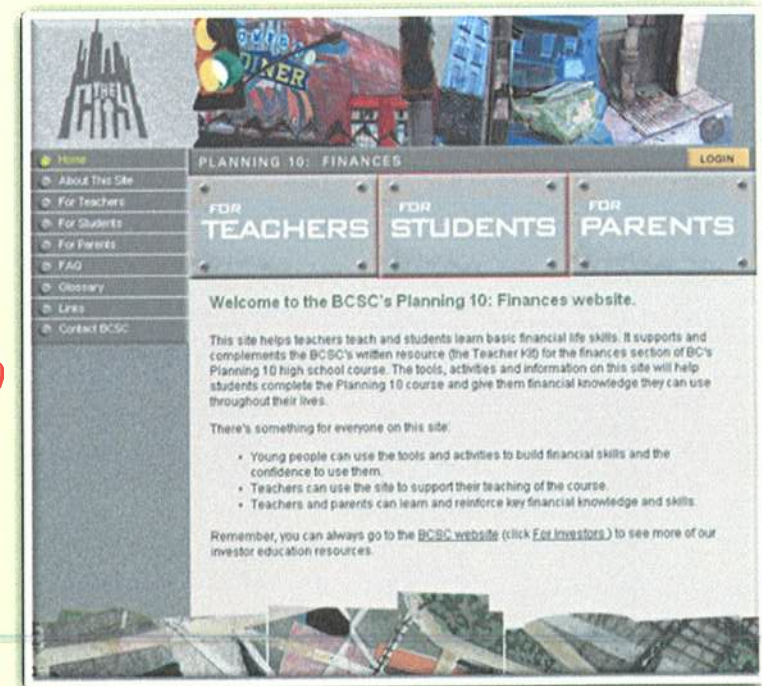 THE
CITY
DINER
Home
About This Site
For Teachers
For Students
For Parents
FAQ
Glossary
Links
Contact BCSC
PLANNING 10: FINANCES
LOGIN
FOR
TEACHERS
FOR
STUDENTS
FOR
PARENTS
Welcome to the BCSC's Planning 10: Finances website.
This site helps teachers teach and students learn basic financial life skills. It supports and
complements the BCSC's written resource (the Teacher Kit) for the finances section of BC's
Planning 10 high school course. The tools, activities and information on this site will help
students complete the Planning 10 course and give them financial knowledge they can use
throughout their lives.
There's something for everyone on this site:
• Young people can use the tools and activities to build financial skills and the
confidence to use them.
• Teachers can use the site to support their teaching of the course.
• Teachers and parents can learn and reinforce key financial knowledge and skills.
Remember, you can always go to the BCSC website (click For Investors ) to see more of our
investor education resources.